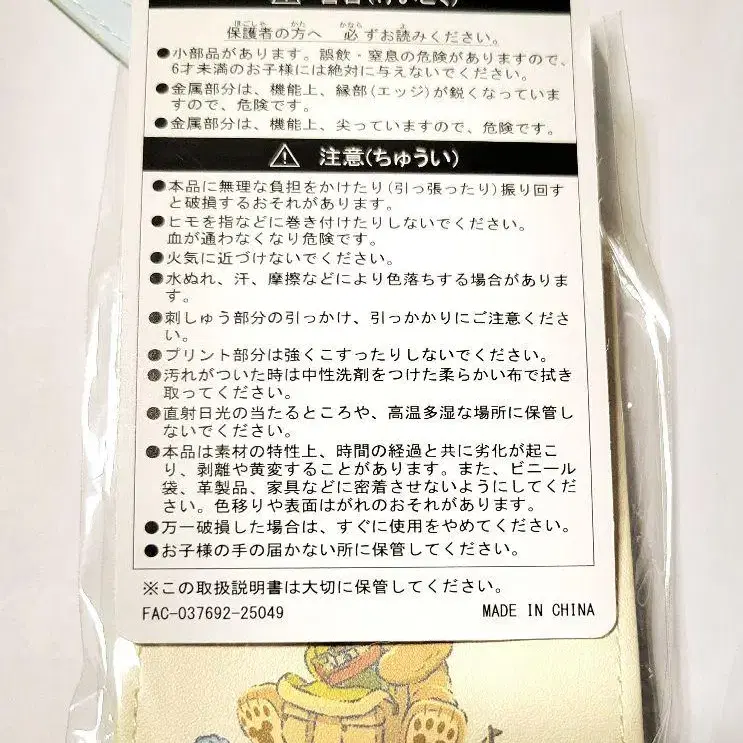 保護者の方へ 必ずお読みください。
●小部品があります。誤飲・窒息の危険がありますので、
6才未満のお子様には絶対に与えないでください。
●金属部分は、機能上、縁部(エッジ)が鋭くなっていま
すので、危険です。
●金属部分は、機能上、尖っていますので、危険です。
⚠ 注意(ちゅうい)
●本品に無理な負担をかけたり(引っ張ったり)振り回す
と破損するおそれがあります。
●ヒモを指などに巻き付けたりしないでください。
血が通わなくなり危険です。
●火気に近づけないでください。
●水ぬれ、汗、摩擦などにより色落ちする場合がありま
す。
●刺しゅう部分の引っかけ、引っかかりにご注意くださ
い。
●プリント部分は強くこすったりしないでください。
●汚れがついた時は中性洗剤をつけた柔らかい布で拭き
取ってください。
●直射日光の当たるところや、高温多湿な場所に保管し
ないでください。
●本品は素材の特性上、時間の経過と共に劣化が起こ
り、剥離や黄変することがあります。また、ビニール
袋、革製品、家具などに密着させないようにしてくださ
い。色移りや表面はがれのおそれがあります。
●万一破損した場合は、すぐに使用をやめてください。
●お子様の手の届かない所に保管してください。
※この取扱説明書は大切に保管してください。
FAC-037692-25049 MADE IN CHINA